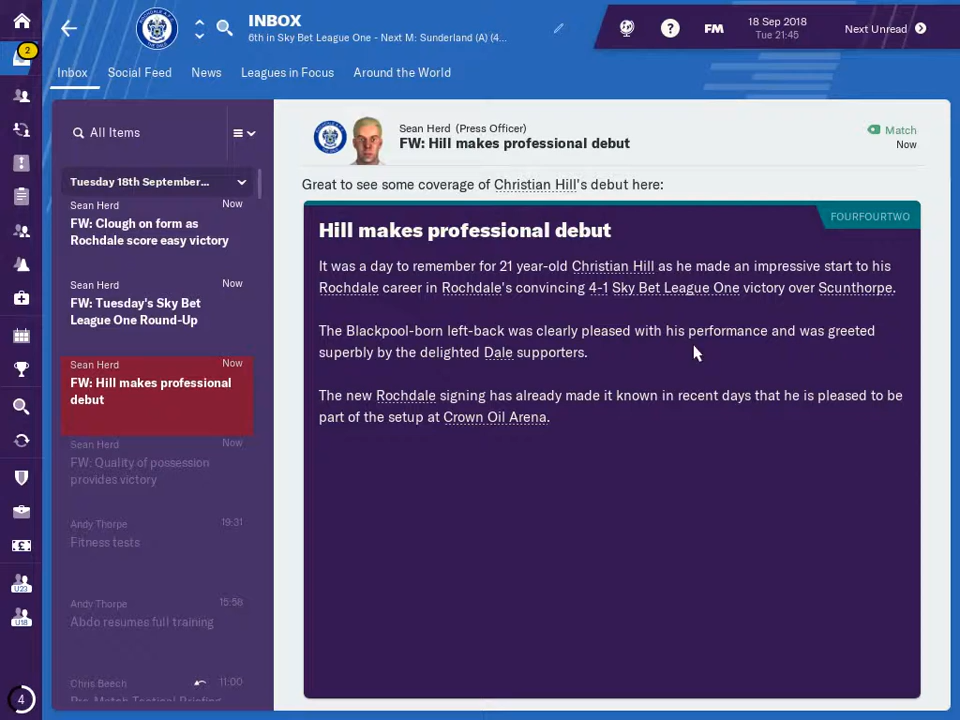 INBOX
6th in Sky Bet League One - Next M: Sunderland (A) (4...
FM
18 Sep 2018
Tue 21:45
Next Unread
2
Inbox
Social Feed
News
Leagues in Focus
Around the World
All Items
Tuesday 18th September...
Sean Herd
Now
FW: Clough on form as
Rochdale score easy victory
Sean Herd
Now
FW: Tuesday's Sky Bet
League One Round-Up
Sean Herd
Now
FW: Hill makes professional
debut
Sean Herd
Now
FW: Quality of possession
provides victory
Andy Thorpe
19:31
Fitness tests
Andy Thorpe
15:58
Abdo resumes full training
Chris Beech
11:00
Pre-Match Tactical Briefing
U23
U18
4
Sean Herd (Press Officer)
FW: Hill makes professional debut
Match
Now
Great to see some coverage of Christian Hill's debut here:
FOURFOURTWO
Hill makes professional debut
It was a day to remember for 21 year-old Christian Hill as he made an impressive start to his
Rochdale career in Rochdale's convincing 4-1 Sky Bet League One victory over Scunthorpe.
The Blackpool-born left-back was clearly pleased with his performance and was greeted
superbly by the delighted Dale supporters.
The new Rochdale signing has already made it known in recent days that he is pleased to be
part of the setup at Crown Oil Arena.